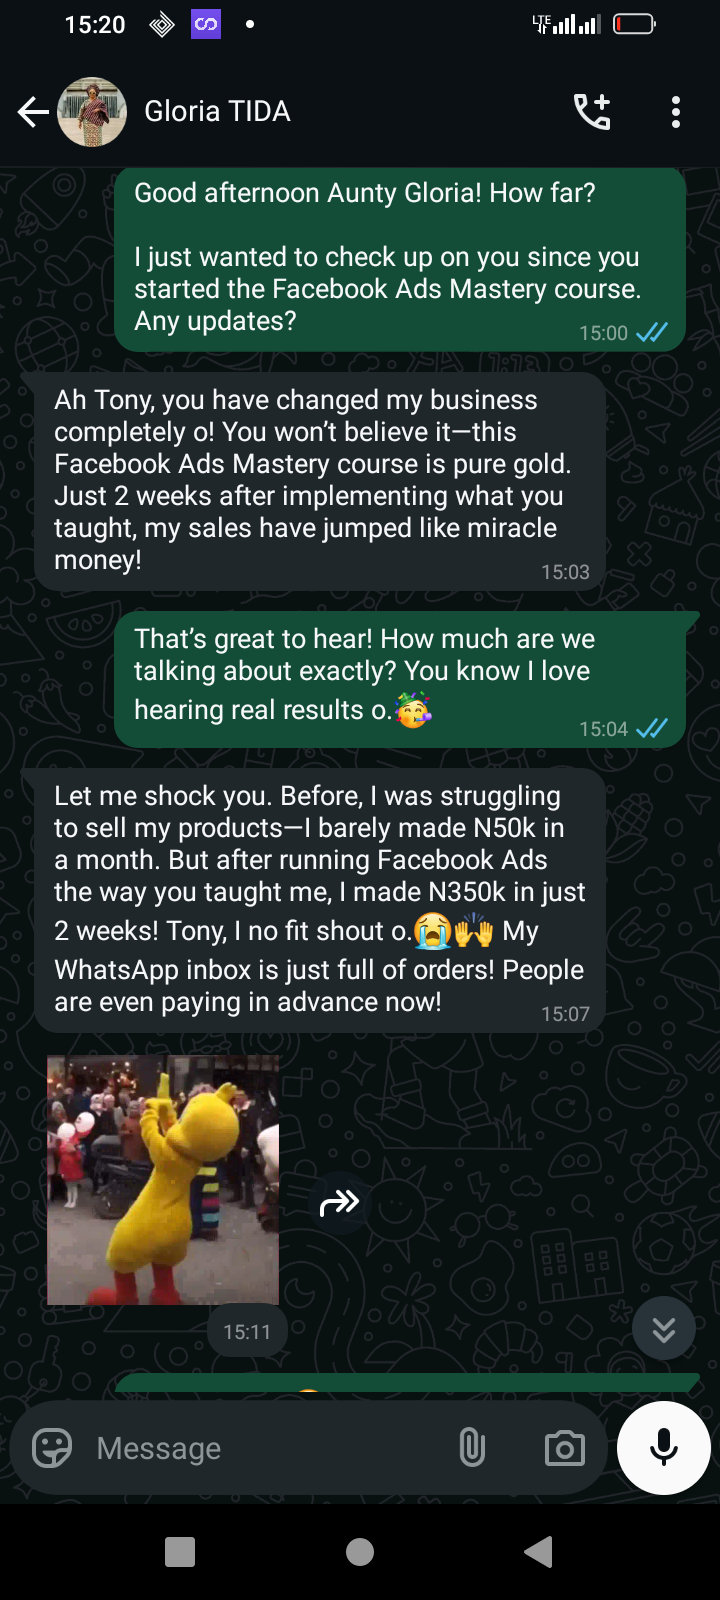 15:20
LTE
Gloria TIDA
Good afternoon Aunty Gloria! How far?
I just wanted to check up on you since you
started the Facebook Ads Mastery course.
Any updates?
15:00
Ah Tony, you have changed my business
completely o! You won’t believe it—this
Facebook Ads Mastery course is pure gold.
Just 2 weeks after implementing what you
taught, my sales have jumped like miracle
money!
15:03
That’s great to hear! How much are we
talking about exactly? You know I love
hearing real results o.🥳
15:04
Let me shock you. Before, I was struggling
to sell my products—I barely made N50k in
a month. But after running Facebook Ads
the way you taught me, I made N350k in just
2 weeks! Tony, I no fit shout o.😭🙌 My
WhatsApp inbox is just full of orders! People
are even paying in advance now!
15:07
15:11
Message